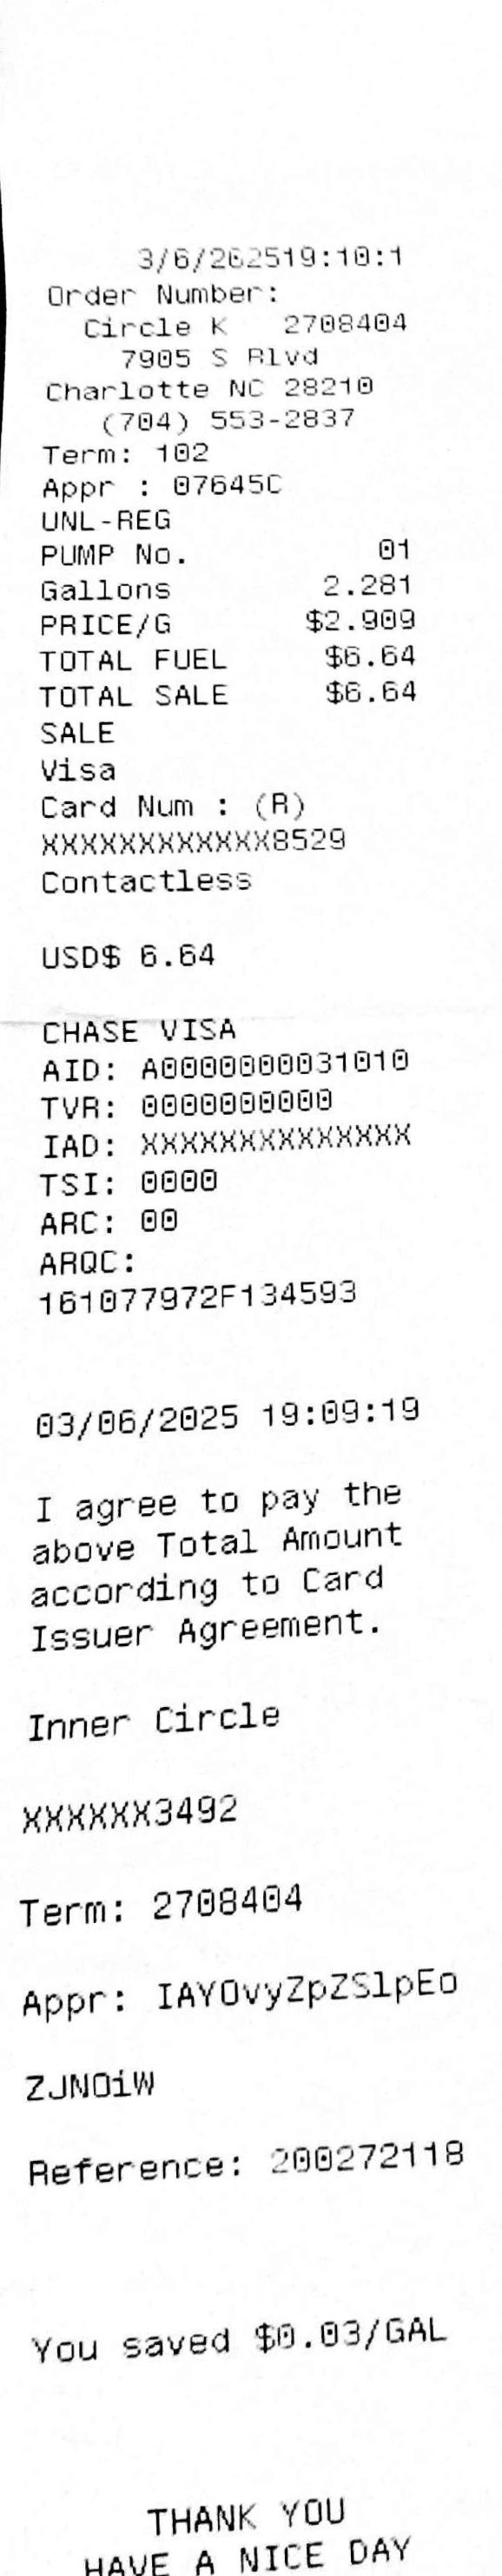 3/6/202519:10:1
Order Number:
Circle K 2708404
7905 S Blvd
Charlotte NC 28210
(704) 553-2837
Term: 102
Appr : 07645C
UNL-REG
PUMP No. 01
Gallons 2.281
PRICE/G $2.909
TOTAL FUEL $6.64
TOTAL SALE $6.64
SALE
Visa
Card Num : (R)
XXXXXXXXXXXX8529
Contactless
USD$ 6.64
CHASE VISA
AID: A0000000031010
TVR: 0000000000
IAD: XXXXXXXXXXXXXX
TSI: 0000
ARC: 00
ARQC:
161077972F134593
03/06/2025 19:09:19
I agree to pay the
above Total Amount
according to Card
Issuer Agreement.
Inner Circle
XXXXXX3492
Term: 2708404
Appr: IAYOvyZpZSlpEo
ZJNOiW
Reference: 200272118
You saved $0.03/GAL
THANK YOU
HAVE A NICE DAY